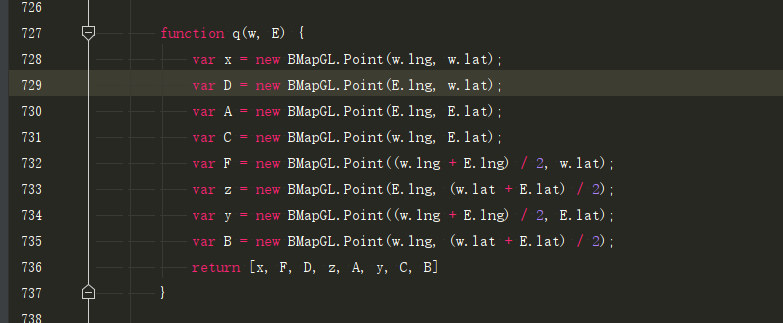 726
727 function q(w, E) {
728 var x = new BMapGL.Point(w.lng, w.lat);
729 var D = new BMapGL.Point(E.lng, w.lat);
730 var A = new BMapGL.Point(E.lng, E.lat);
731 var C = new BMapGL.Point(w.lng, E.lat);
732 var F = new BMapGL.Point((w.lng + E.lng) / 2, w.lat);
733 var z = new BMapGL.Point(E.lng, (w.lat + E.lat) / 2);
734 var y = new BMapGL.Point((w.lng + E.lng) / 2, E.lat);
735 var B = new BMapGL.Point(w.lng, (w.lat + E.lat) / 2);
736 return [x, F, D, z, A, y, C, B]
737 }
738